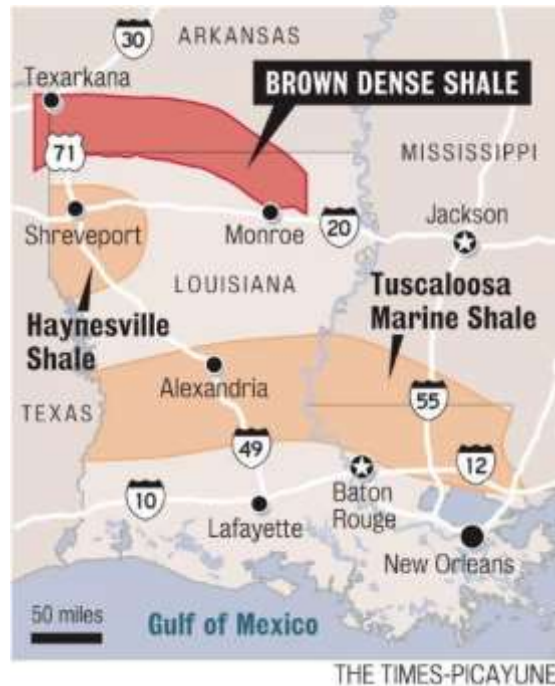 30
ARKANSAS
Texarkana
BROWN DENSE SHALE
71
MISSISSIPPI
Shreveport
Monroe
20
Jackson
LOUISIANA
Haynesville
Shale
Tuscaloosa
Marine Shale
TEXAS
Alexandria
55
49
12
10
Baton
Rouge
Lafayette
New Orleans
50 miles
Gulf of Mexico
THE TIMES-PICAYUNE